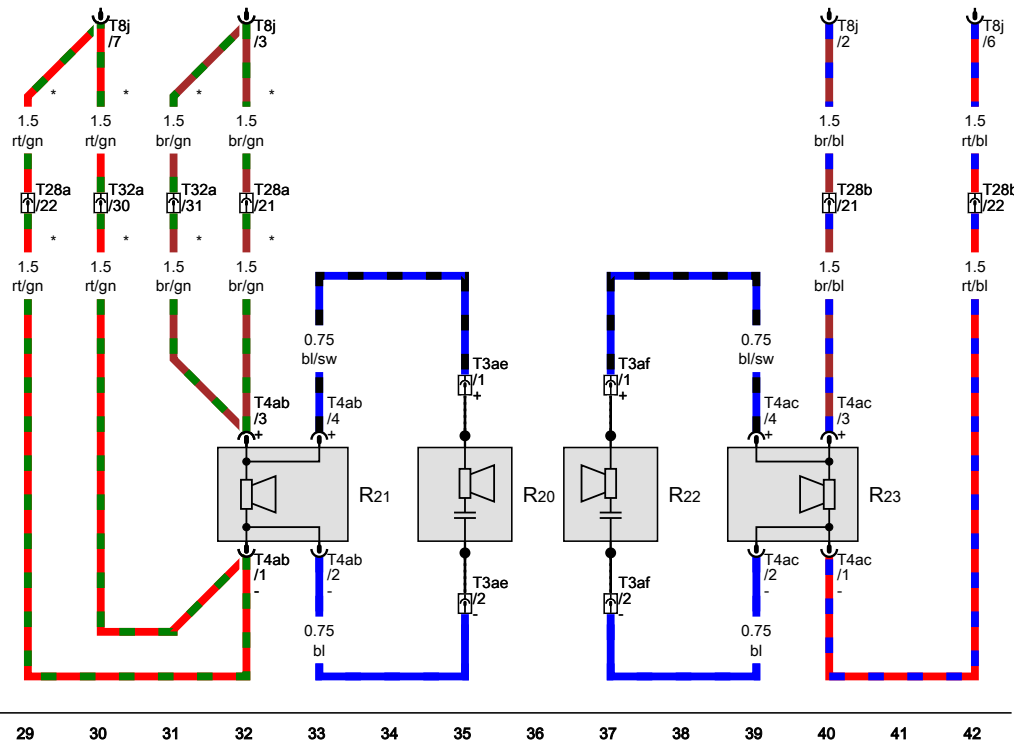 T8j T8j T8j T8j
/7 /3 /2 /6
* * * *
1.5 1.5 1.5 1.5 1.5 1.5
rt/gn rt/gn br/gn br/gn br/bl rt/bl
T28a T32a T32a T28a T28b T28b
/22 /30 /31 /21 /21 /22
* * * *
1.5 1.5 1.5 1.5 1.5 1.5
rt/gn rt/gn br/gn br/gn br/bl rt/bl
0.75 0.75
bl/sw bl/sw
T3ae T3af
/1 /1
+ +
T4ab T4ab T4ac T4ac
/3 /4 /4 /3
+ + + +
R21 R20 R22 R23
T4ab T4ab T4ac T4ac
/1 /2 /2 /1
- - - -
T3ae T3af
/2 /2
- -
0.75 0.75
bl bl
29 30 31 32 33 34 35 36 37 38 39 40 41 42